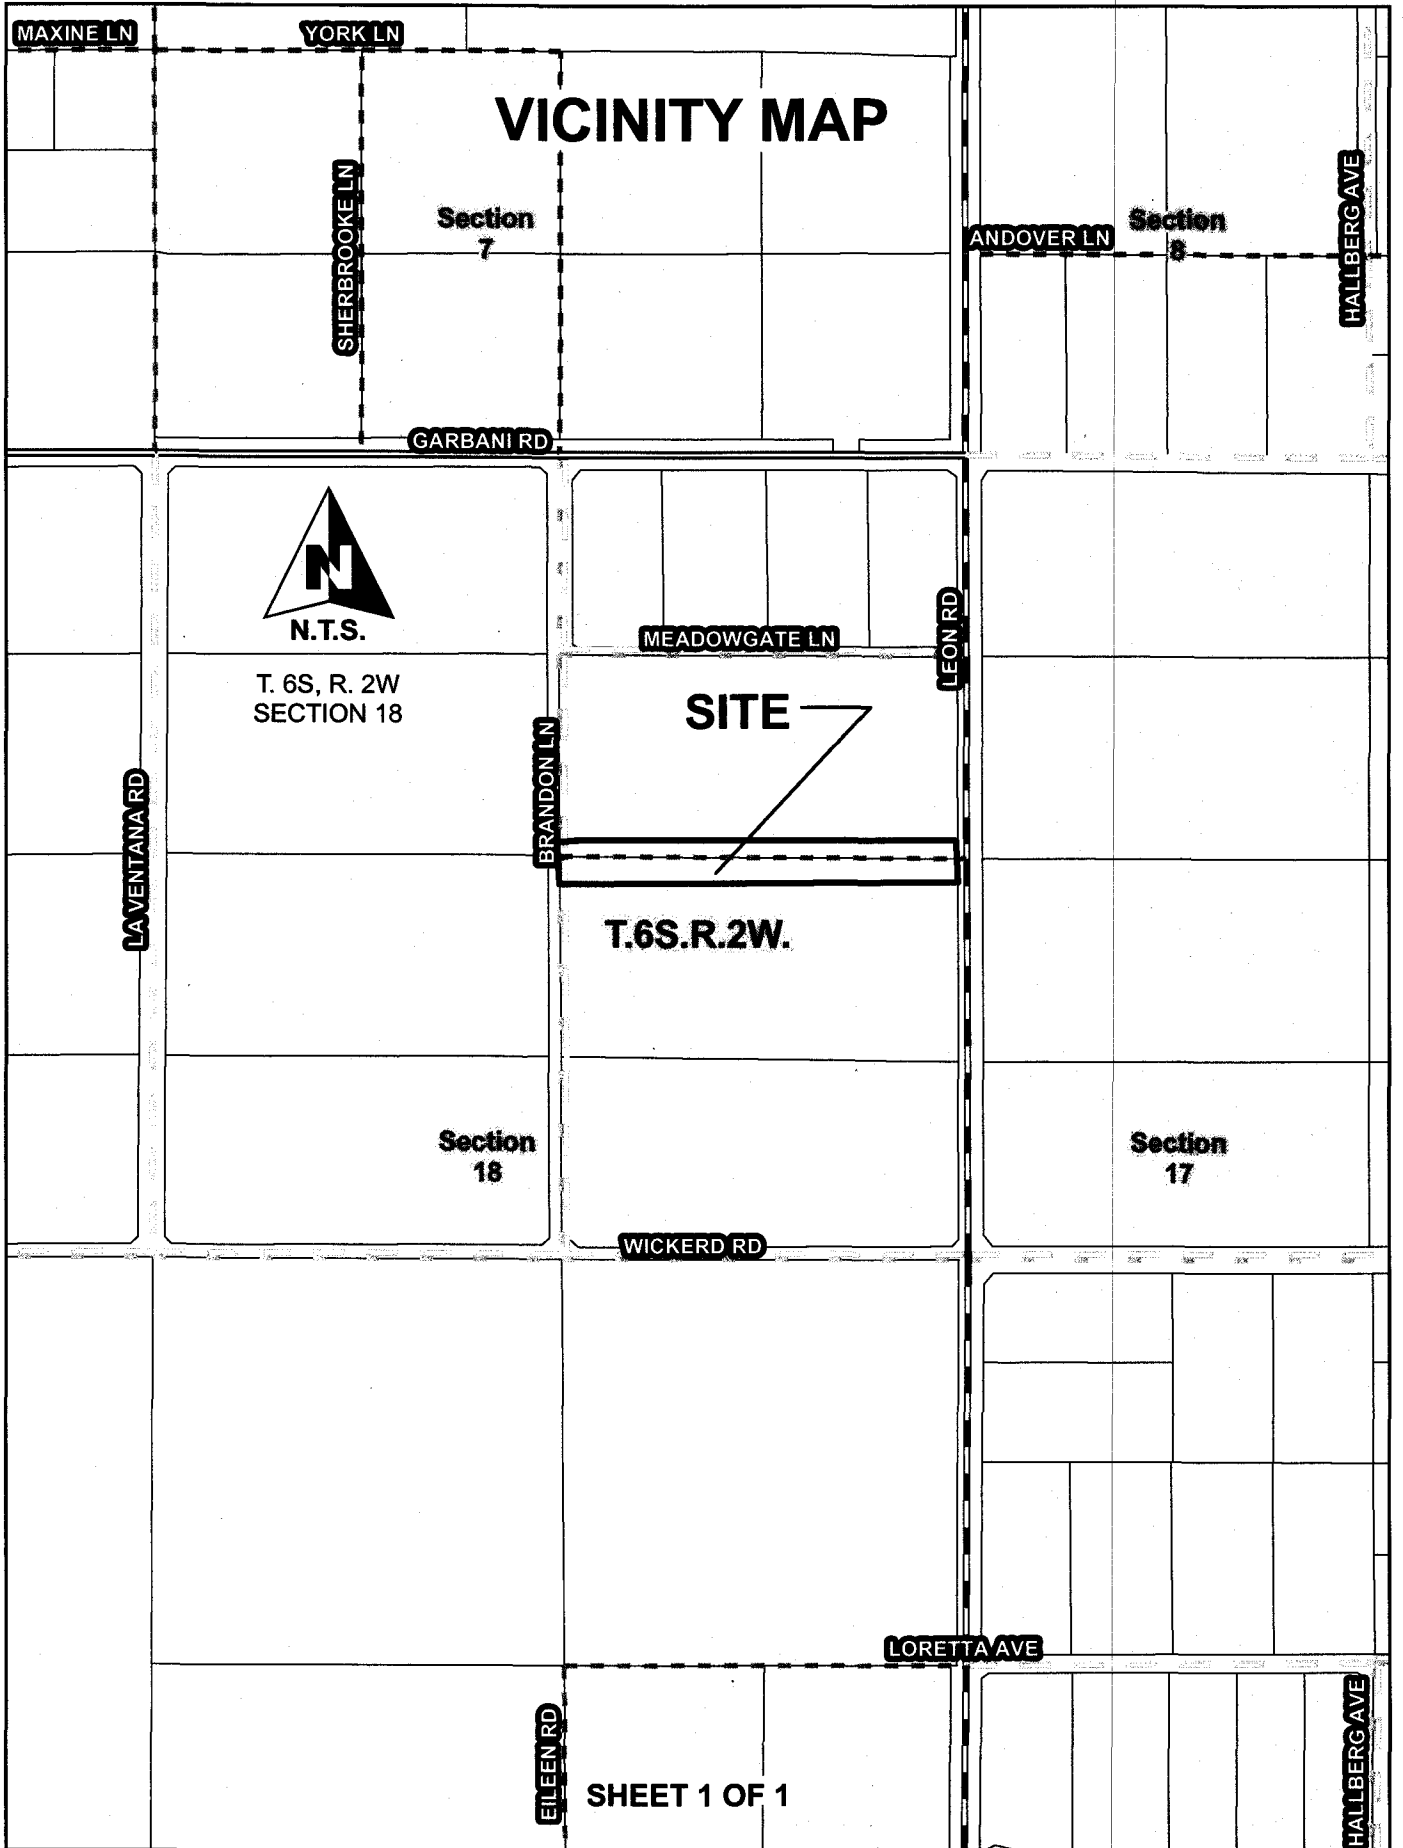 MAXINE LN
YORK LN
VICINITY MAP
SHERBROOKE LN
Section
7
ANDOVER LN
Section
8
HALLBERG AVE
GARBANI RD
N
N.T.S.
T. 6S, R. 2W
SECTION 18
MEADOWGATE LN
LEON RD
SITE
BRANDON LN
LA VENTANA RD
T.6S.R.2W.
Section
18
Section
17
WICKERD RD
LORETTA AVE
EILEEN RD
SHEET 1 OF 1
HALLBERG AVE